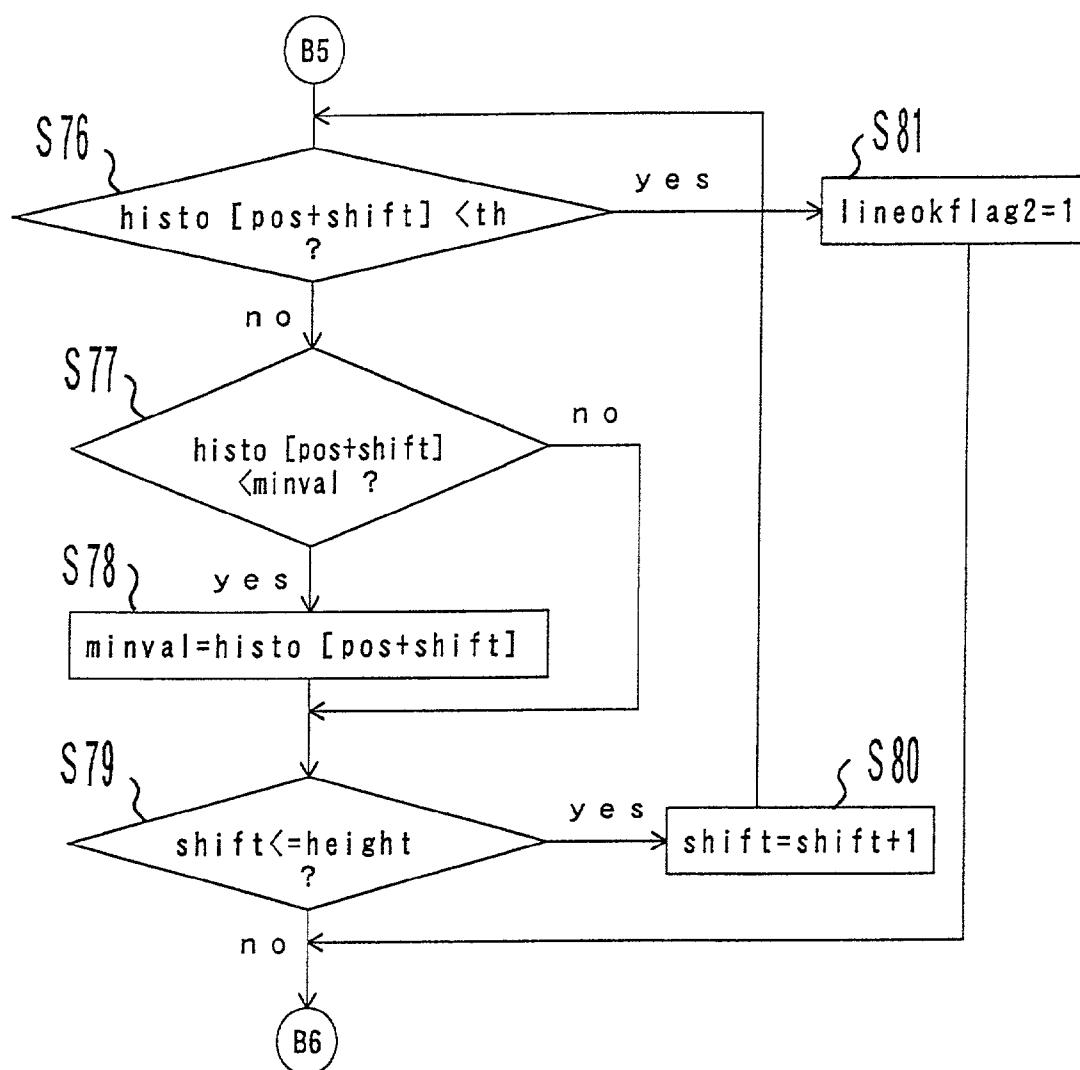 B5
S76
histo [pos+shift] <th
?
yes
S81
lineokflag2=1
no
S77
histo [pos+shift]
<minval ?
no
S78
yes
minval=histo [pos+shift]
S79
shift<=height
?
yes
S80
shift=shift+1
no
B6